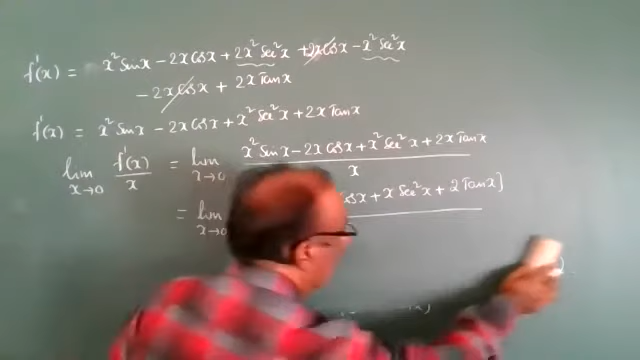 f'(x) = x² Sinx - 2x Cosx + 2x² Sec²x + 2x Cosx - x² Sec²x
- 2x Cosx + 2x Tanx
f'(x) = x² Sinx - 2x Cosx + x² Sec²x + 2x Tanx
lim x→0 f'(x)/x = lim x→0 (x² Sinx - 2x Cosx + x² Sec²x + 2x Tanx)/x
= lim x→0 Cosx + x Sec²x + 2 Tanx]